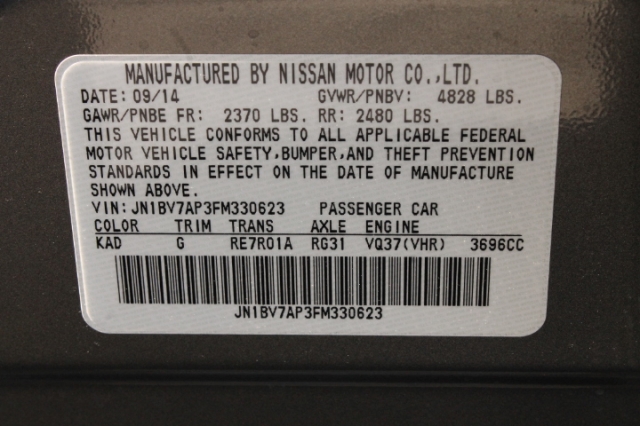 MANUFACTURED BY NISSAN MOTOR CO.,LTD.
DATE: 09/14 GVWR/PNBV: 4828 LBS.
GAWR/PNBE FR: 2370 LBS. RR: 2480 LBS.
THIS VEHICLE CONFORMS TO ALL APPLICABLE FEDERAL
MOTOR VEHICLE SAFETY,BUMPER,AND THEFT PREVENTION
STANDARDS IN EFFECT ON THE DATE OF MANUFACTURE
SHOWN ABOVE.
VIN: JN1BV7AP3FM330623 PASSENGER CAR
COLOR TRIM TRANS AXLE ENGINE
KAD G RE7R01A RG31 VQ37(VHR) 3696CC
JN1BV7AP3FM330623